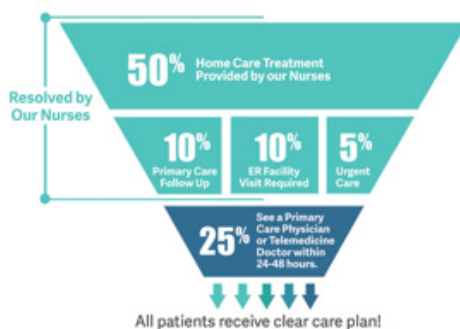 50% Home Care Treatment
Provided by our Nurses
Resolved by
Our Nurses
10%
Primary Care
Follow Up
10%
ER Facility
Visit Required
5%
Urgent
Care
25%
See a Primary
Care Physician
or Telemedicine
Doctor within
24-48 hours.
All patients receive clear care plan!